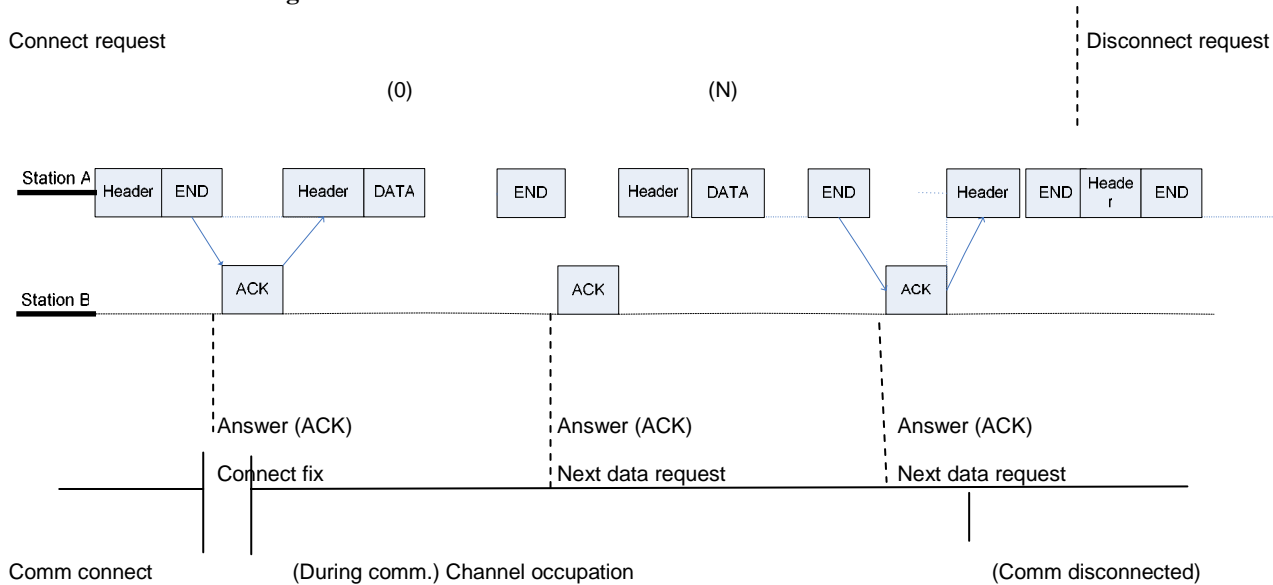 Connect request
Disconnect request
(0)
(N)
Station A
Header
END
Header
DATA
END
Header
DATA
END
Header
END
Heade
r
END
Station B
ACK
ACK
ACK
Answer (ACK)
Answer (ACK)
Answer (ACK)
Connect fix
Next data request
Next data request
Comm connect
(During comm.) Channel occupation
(Comm disconnected)